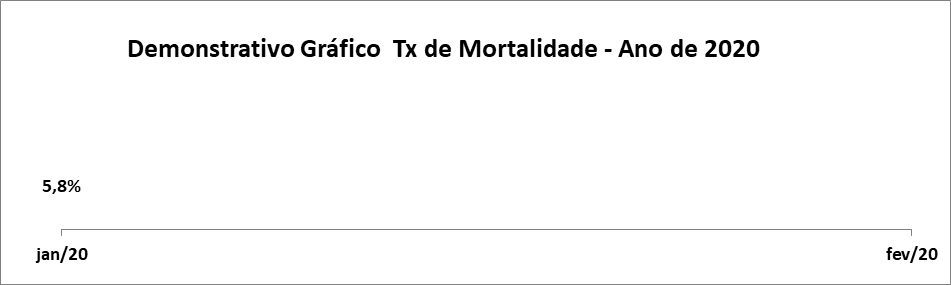 Demonstrativo Gráfico  Tx de Mortalidade - Ano de 2020
5,8%
jan/20
fev/20